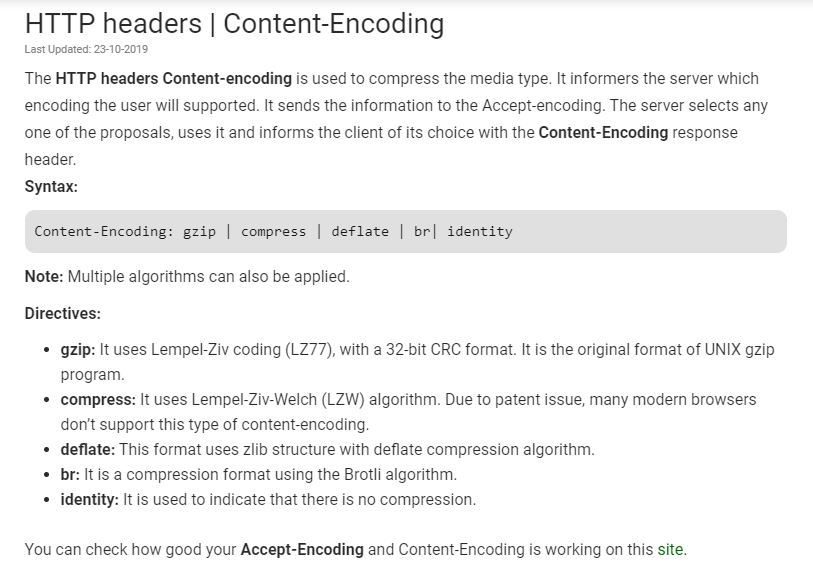 HTTP headers | Content-Encoding
Last Updated: 23-10-2019
The HTTP headers Content-encoding is used to compress the media type. It informers the server which
encoding the user will supported. It sends the information to the Accept-encoding. The server selects any
one of the proposals, uses it and informs the client of its choice with the Content-Encoding response
header.
Syntax:
Content-Encoding: gzip | compress | deflate | br| identity
Note: Multiple algorithms can also be applied.
Directives:
• gzip: It uses Lempel-Ziv coding (LZ77), with a 32-bit CRC format. It is the original format of UNIX gzip
program.
• compress: It uses Lempel-Ziv-Welch (LZW) algorithm. Due to patent issue, many modern browsers
don’t support this type of content-encoding.
• deflate: This format uses zlib structure with deflate compression algorithm.
• br: It is a compression format using the Brotli algorithm.
• identity: It is used to indicate that there is no compression.
You can check how good your Accept-Encoding and Content-Encoding is working on this site.